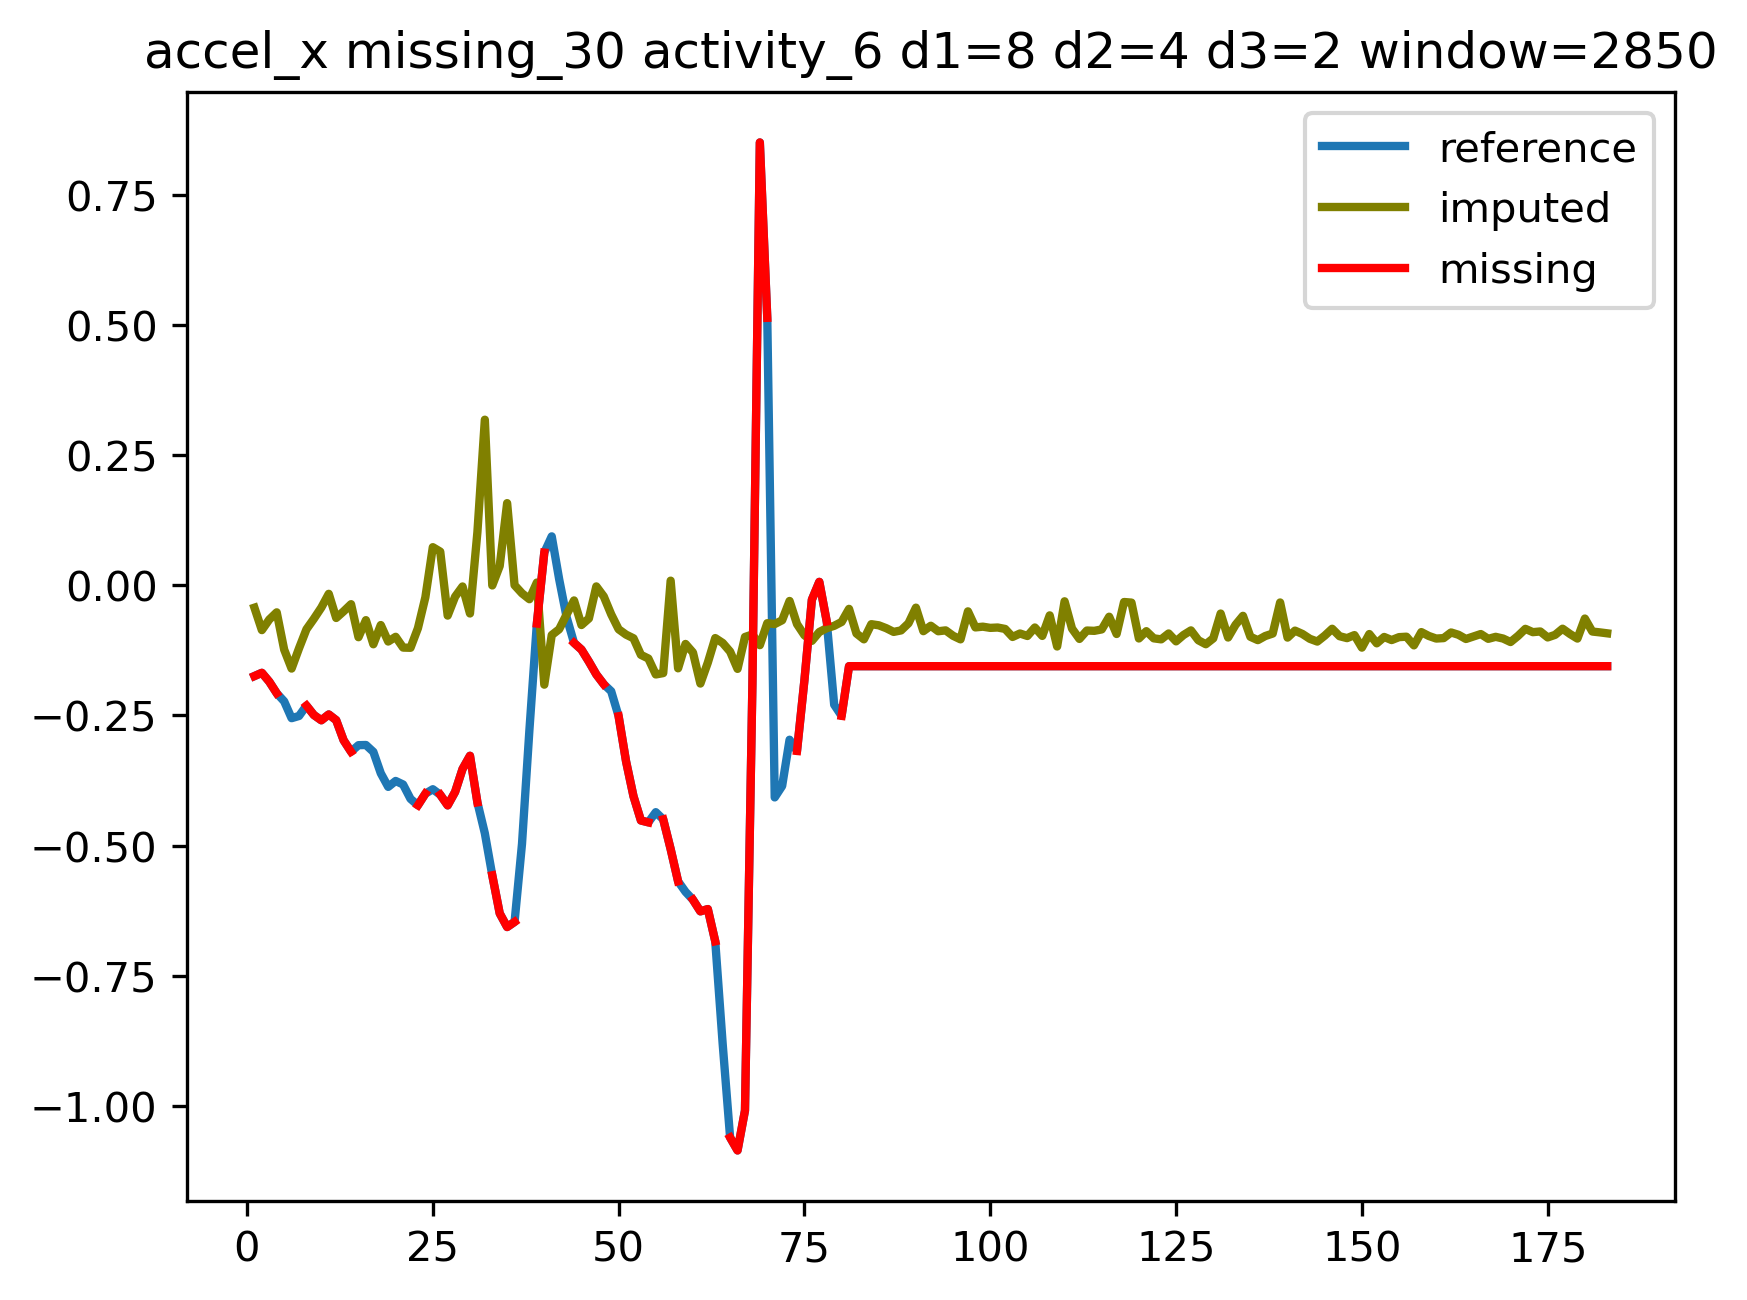 accel_x missing_30 activity_6 d1=8 d2=4 d3=2 window=2850
reference
imputed
missing
0.75
0.50
0.25
0.00
−0.25
−0.50
−0.75
−1.00
0 25 50 75 100 125 150 175